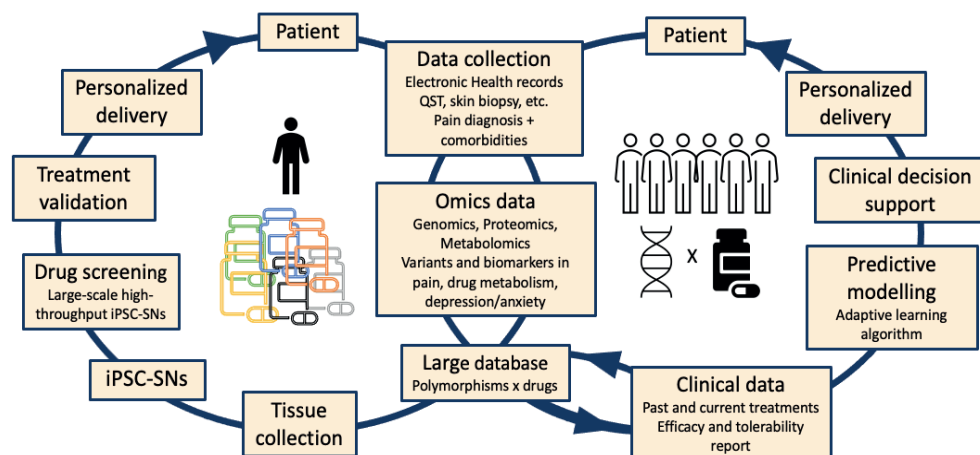 Patient
Personalized
delivery
Treatment
validation
Drug screening
Large-scale high-
throughput iPSC-SNs
iPSC-SNs
Tissue
collection
Data collection
Electronic Health records
QST, skin biopsy, etc.
Pain diagnosis +
comorbidities
Omics data
Genomics, Proteomics,
Metabolomics
Variants and biomarkers in
pain, drug metabolism,
depression/anxiety
Large database
Polymorphisms x drugs
Patient
Personalized
delivery
Clinical decision
support
x
Predictive
modelling
Adaptive learning
algorithm
Clinical data
Past and current treatments
Efficacy and tolerability
report